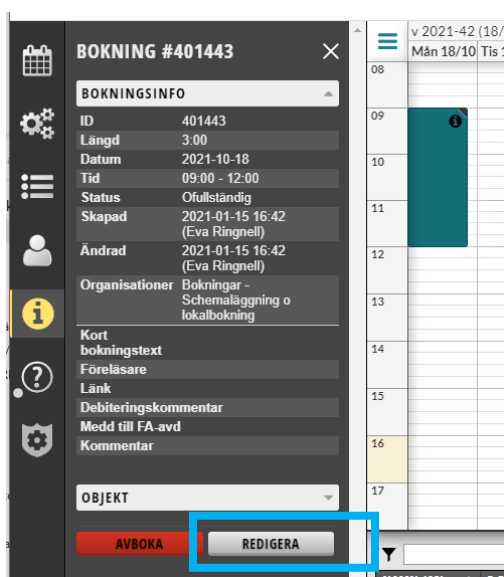 BOKNING #401443
BOKNINGSINFO
ID 401443
Längd 3:00
Datum 2021-10-18
Tid 09:00 - 12:00
Status Ofullständig
Skapad 2021-01-15 16:42
(Eva Ringnell)
Ändrad 2021-01-15 16:42
(Eva Ringnell)
Organisationer Bokningar -
Schemaläggning o
lokalbokning
Kort
bokningstext
Föreläsare
Länk
Debiteringskommentar
Medd till FA-avd
Kommentar
OBJEKT
AVBOKA REDIGERA
v 2021-42 (18/
Mån 18/10 Tis
08
09
10
11
12
13
14
15
16
17